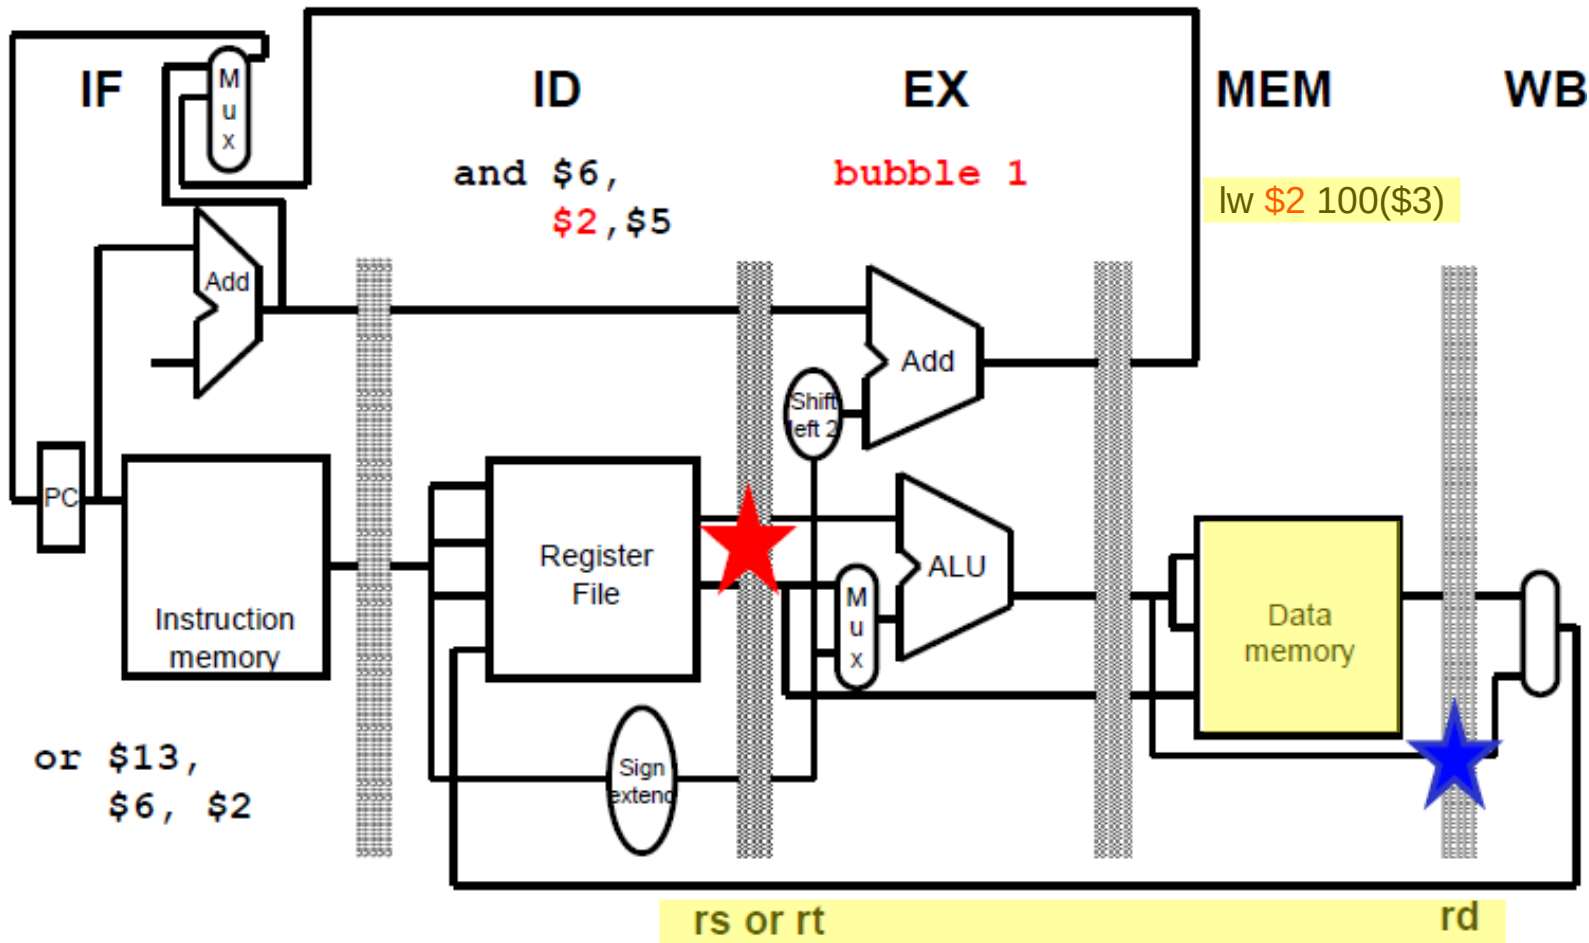 IF
ID
EX
MEM
WB
M
u
x
and $6,
$2,$5
bubble 1
lw $2 100($3)
Add
Add
Shift
left 2
PC
Instruction
memory
Register
File
M
u
x
ALU
Data
memory
or $13,
$6, $2
Sign
extend
rs or rt
rd